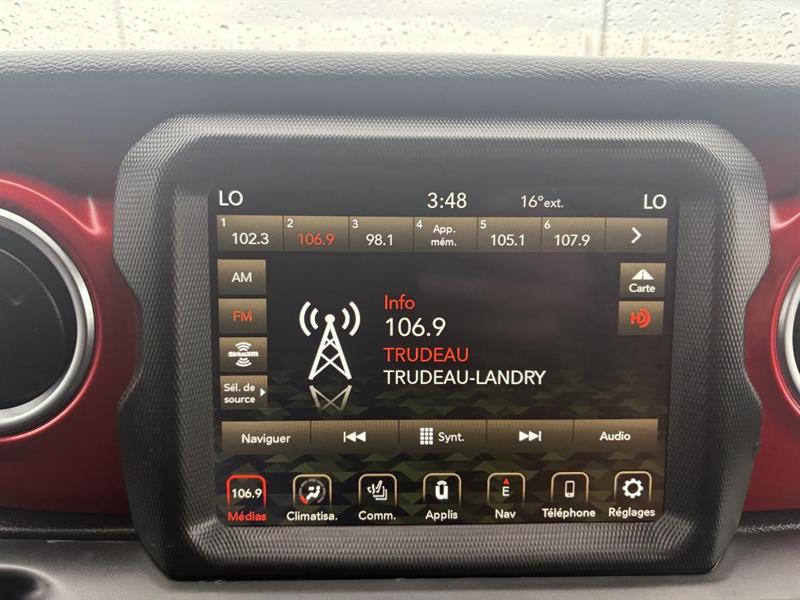 LO 3:48 16°ext. LO
1 102.3 2 106.9 3 98.1 4 App. mém. 5 105.1 6 107.9
AM
FM
SiriusXM
Sél. de source
Info
106.9
TRUDEAU
TRUDEAU-LANDRY
Carte
HD
Naviguer Synt. Audio
106.9 E
Médias Climatisa. Comm. Applis Nav Téléphone Réglages